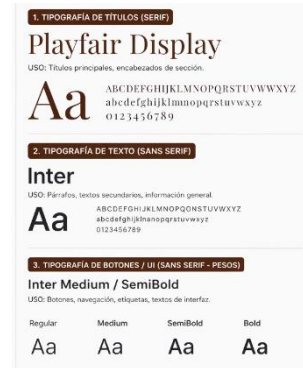 1. TIPOGRAFÍA DE TÍTULOS (SERIF)
Playfair Display
USO: Títulos principales, encabezados de sección.
Aa
ABCDEFGHIJKLMNOPQRSTUVWWXYZ
abcdefghijklmnopqrstuvwxyz
0123456789
2. TIPOGRAFÍA DE TEXTO (SANS SERIF)
Inter
USO: Párrafos, textos secundarios, información general.
Aa
ABCDEFGHIJKLMNOPQONSTUVWXYZ
abcdefghijklnanopqrstuvwxyz
0123456789
3. TIPOGRAFÍA DE BOTONES / UI (SANS SERIF - PESOS)
Inter Medium / SemiBold
USO: Botones, navegación, etiquetas, textos de interfaz.
Regular Medium SemiBold Bold
Aa Aa Aa Aa